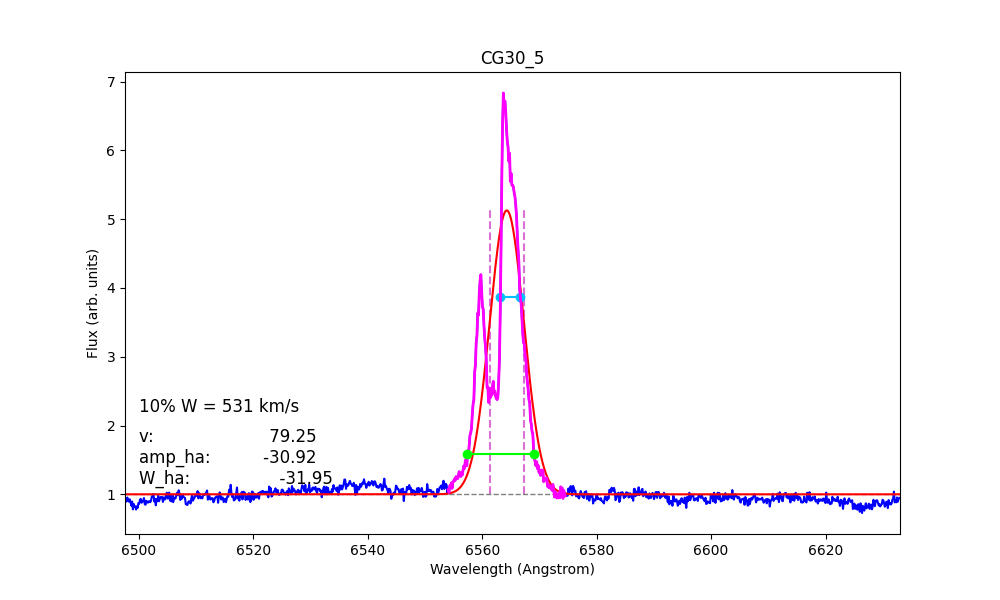 CG30_5
7
6
5
4
3
2
1
Flux (arb. units)
10% W = 531 km/s
v: 79.25
amp_ha: -30.92
W_ha: -31.95
6500 6520 6540 6560 6580 6600 6620
Wavelength (Angstrom)